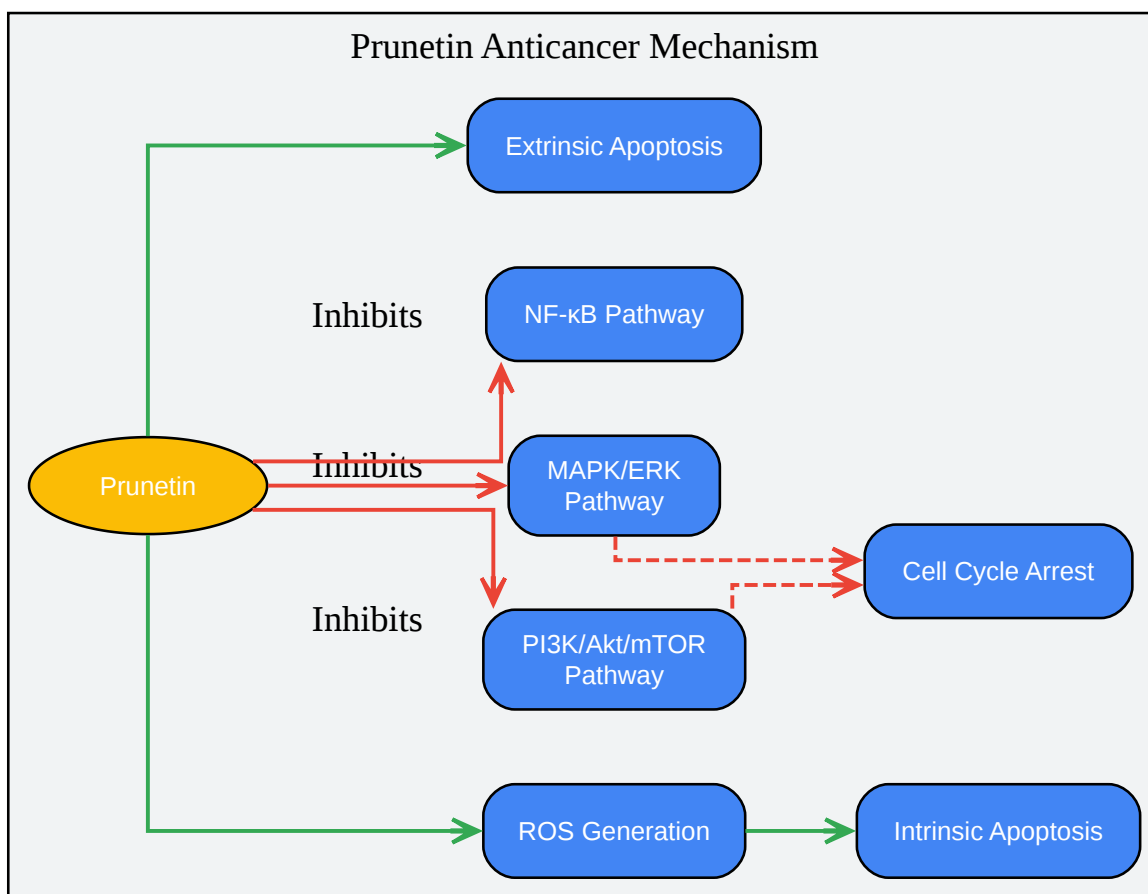 Prunetin Anticancer Mechanism
Extrinsic Apoptosis
Inhibits
NF-κB Pathway
Prunetin
Inhibits
MAPK/ERK
Pathway
Cell Cycle Arrest
Inhibits
PI3K/Akt/mTOR
Pathway
ROS Generation
Intrinsic Apoptosis